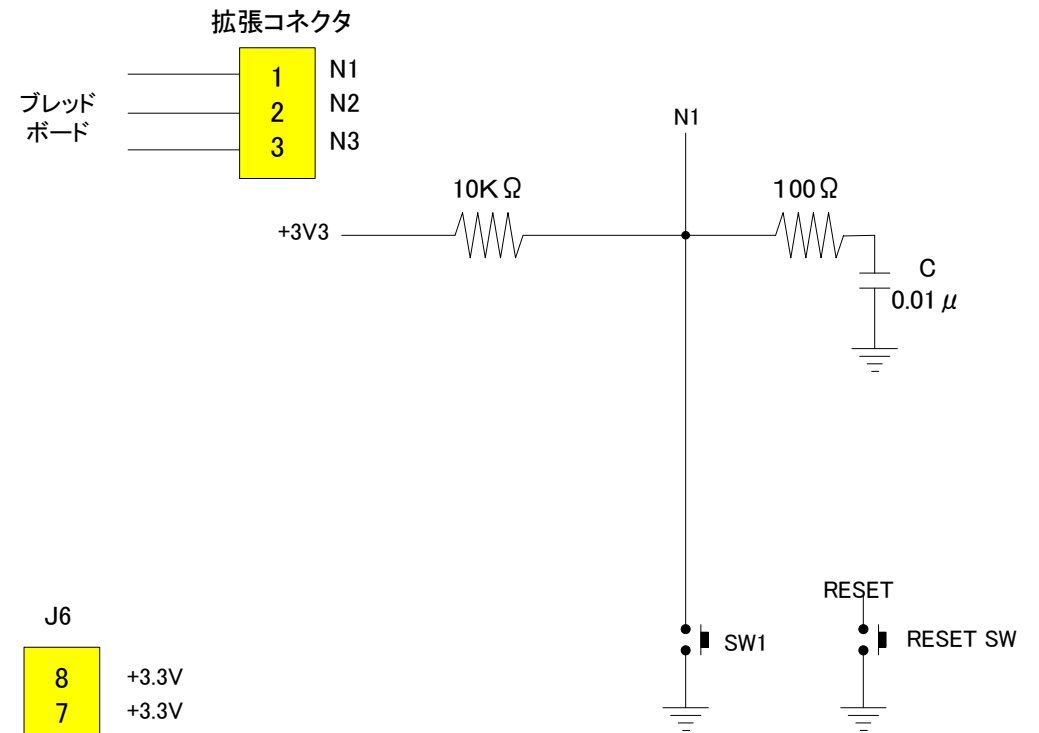 拡張コネクタ
1 N1
ブレッド
ボード
2 N2
3 N3
N1
10KΩ
100Ω
+3V3
C
0.01μ
RESET
J6
SW1
RESET SW
8 +3.3V
7 +3.3V